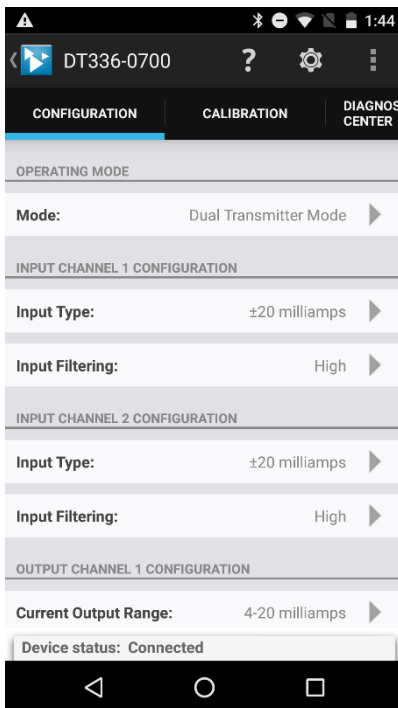 1:44
DT336-0700 ?
CONFIGURATION CALIBRATION DIAGNOS
CENTER
OPERATING MODE
Mode: Dual Transmitter Mode
INPUT CHANNEL 1 CONFIGURATION
Input Type: ±20 milliamps
Input Filtering: High
INPUT CHANNEL 2 CONFIGURATION
Input Type: ±20 milliamps
Input Filtering: High
OUTPUT CHANNEL 1 CONFIGURATION
Current Output Range: 4-20 milliamps
Device status: Connected